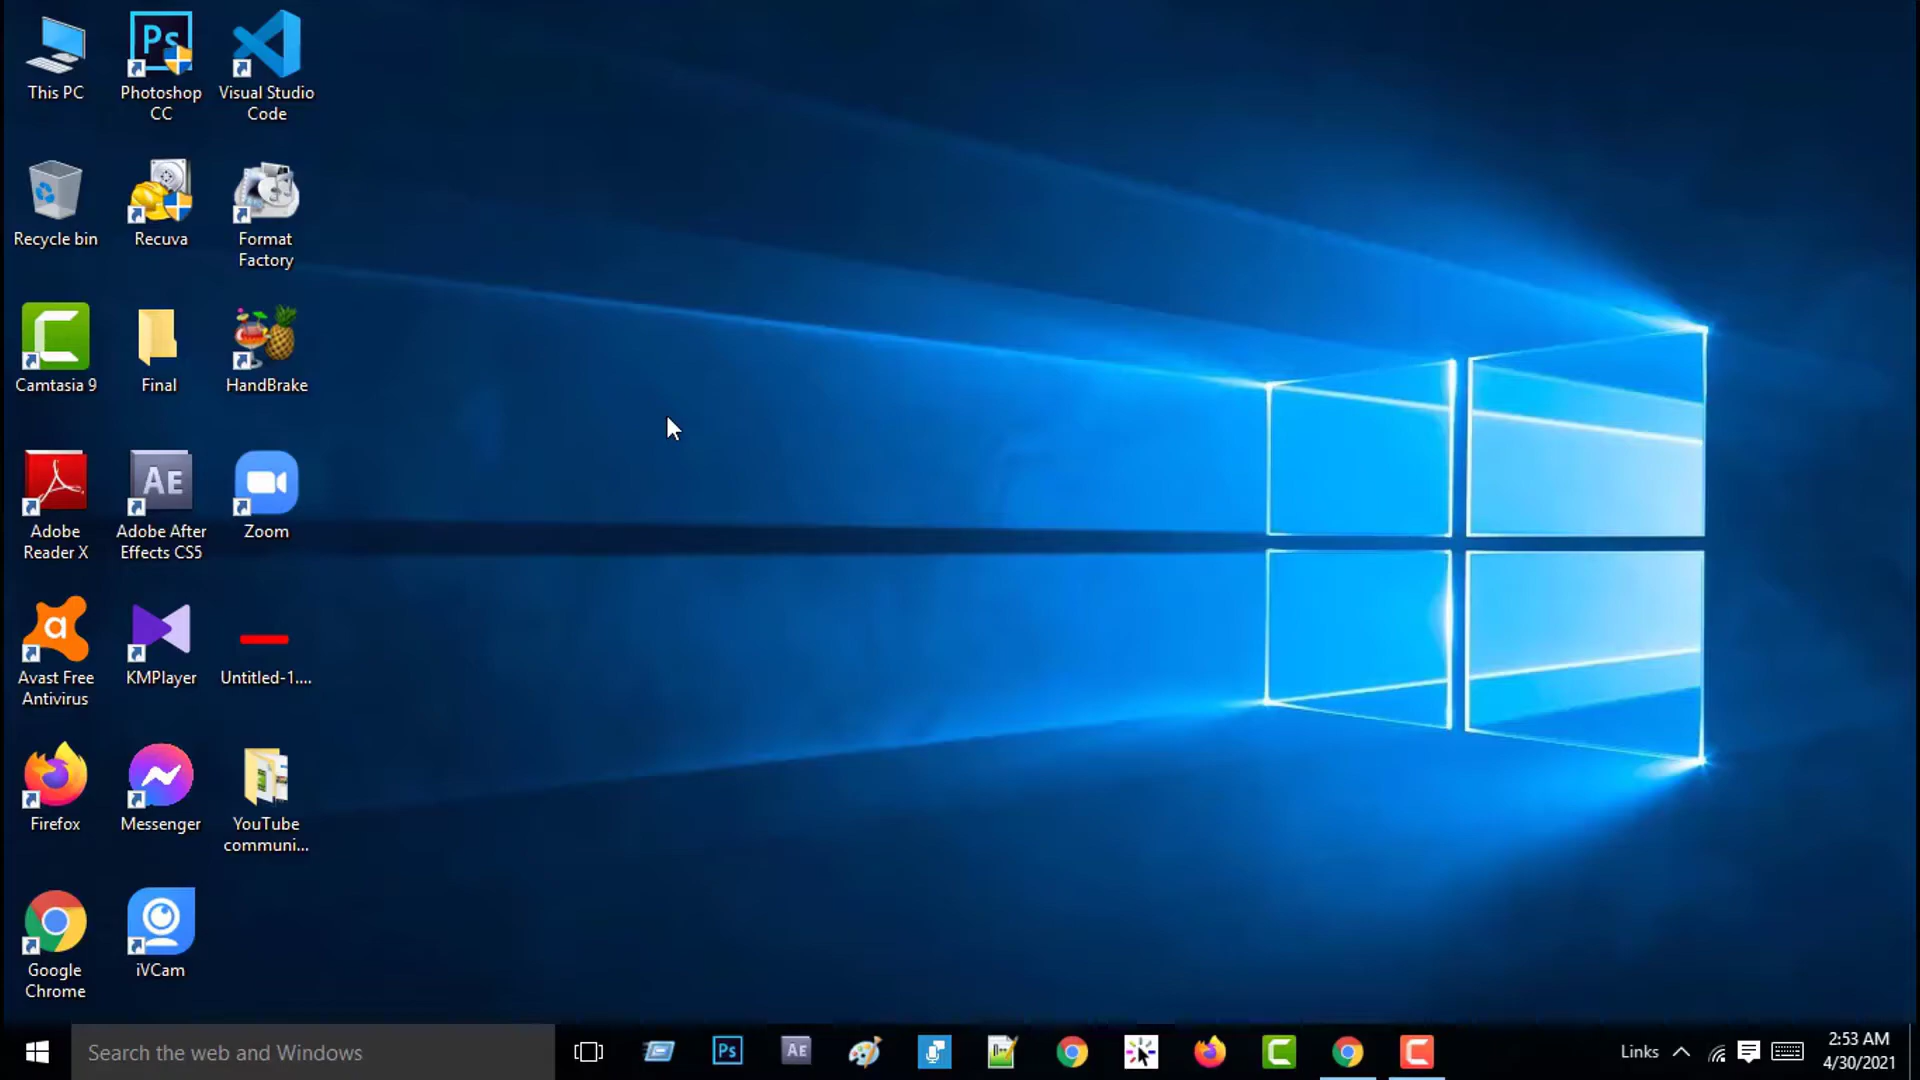 This PC
Photoshop
CC
Visual Studio
Code
Recycle bin
Recuva
Format
Factory
Camtasia 9
Final
HandBrake
Adobe
Reader X
Adobe After
Effects CS5
Zoom
Avast Free
Antivirus
KMPlayer
Untitled-1....
Firefox
Messenger
YouTube
communi...
Google
Chrome
iVCam
Search the web and Windows
Links
2:53 AM
4/30/2021